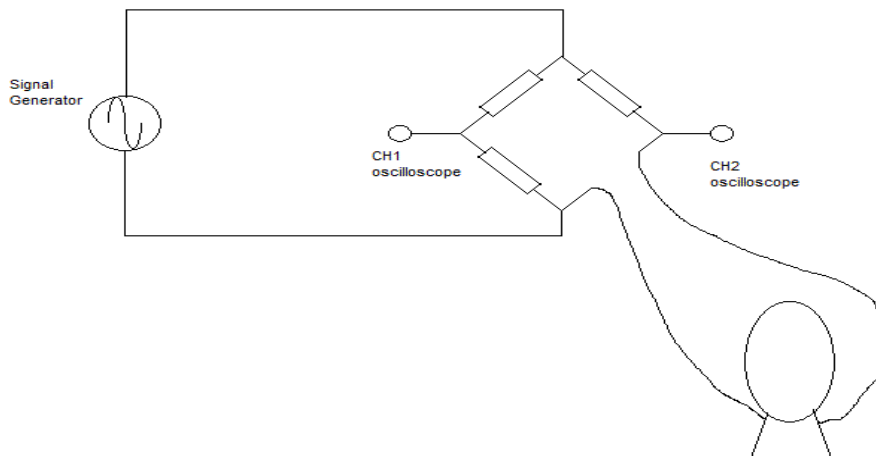 Signal
Generator
CH1
oscilloscope
CH2
oscilloscope